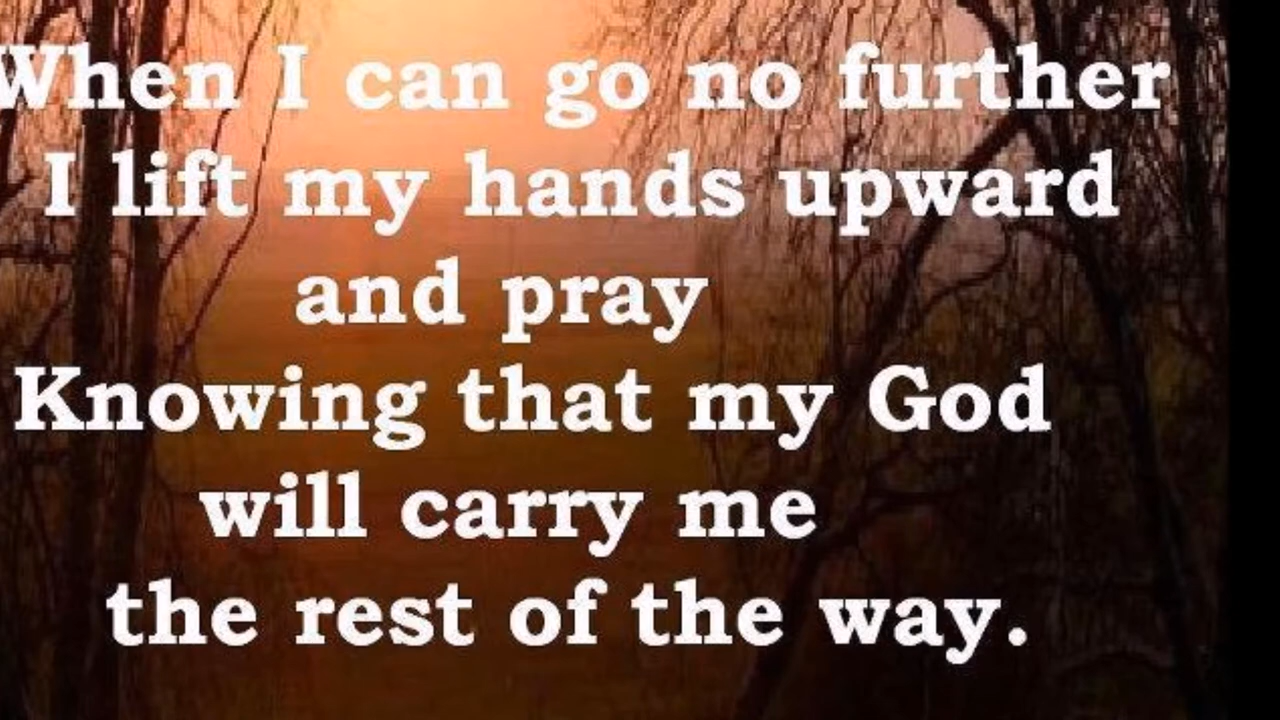 When I can go no further
I lift my hands upward
and pray
Knowing that my God
will carry me
the rest of the way.